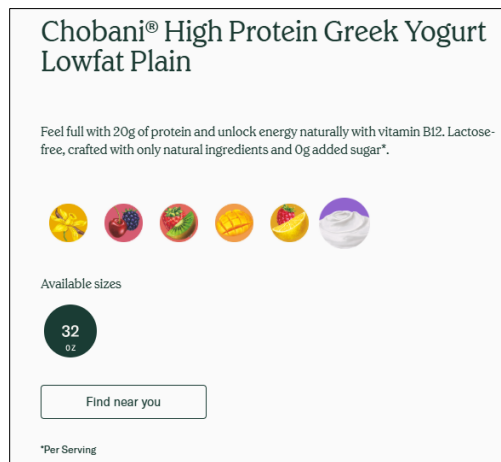 Chobani® High Protein Greek Yogurt
Lowfat Plain
Feel full with 20g of protein and unlock energy naturally with vitamin B12. Lactose-
free, crafted with only natural ingredients and 0g added sugar*.
Available sizes
32
OZ
Find near you
*Per Serving